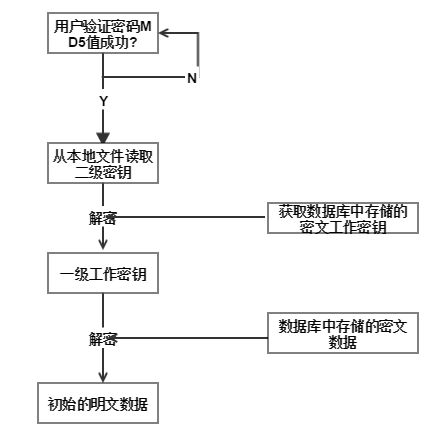 用户验证密码M
D5值成功?
N
Y
从本地文件读取
二级密钥
解密
获取数据库中存储的
密文工作密钥
一级工作密钥
解密
数据库中存储的密文
数据
初始的明文数据